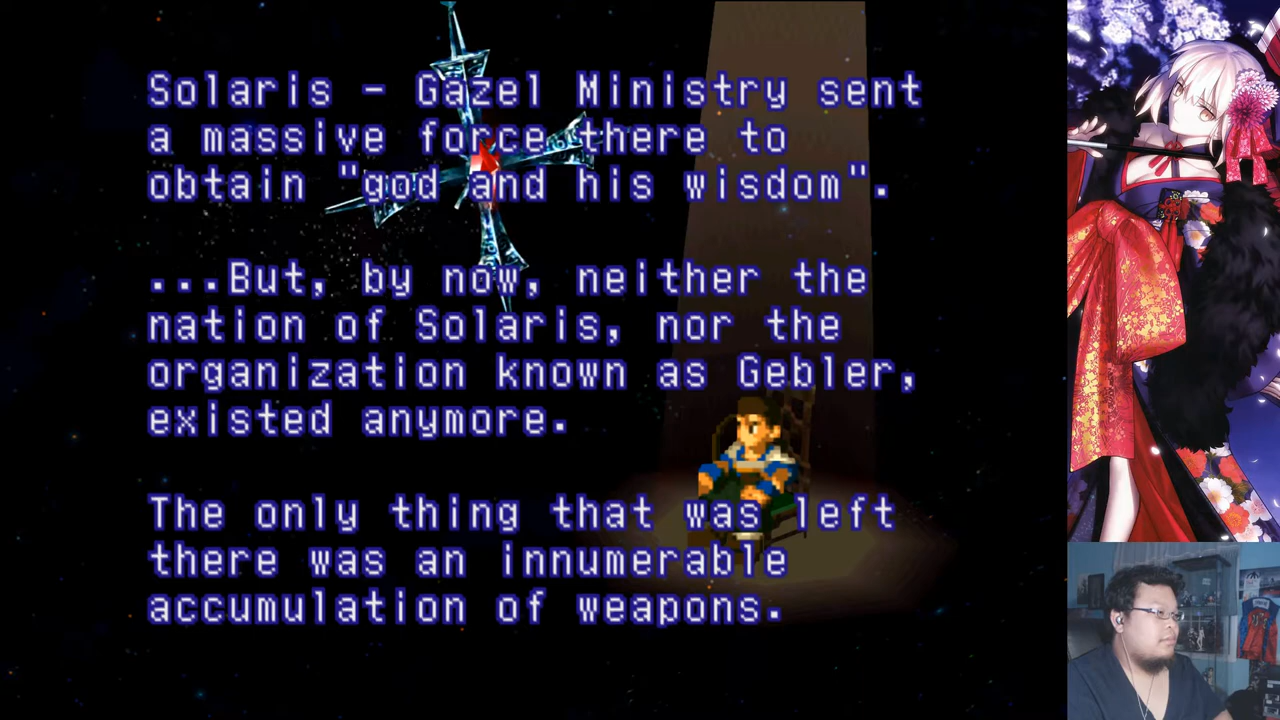 Solaris - Gazel Ministry sent
a massive force there to
obtain "god and his wisdom".
...But, by now, neither the
nation of Solaris, nor the
organization known as Gebler,
existed anymore.
The only thing that was left
there was an innumerable
accumulation of weapons.